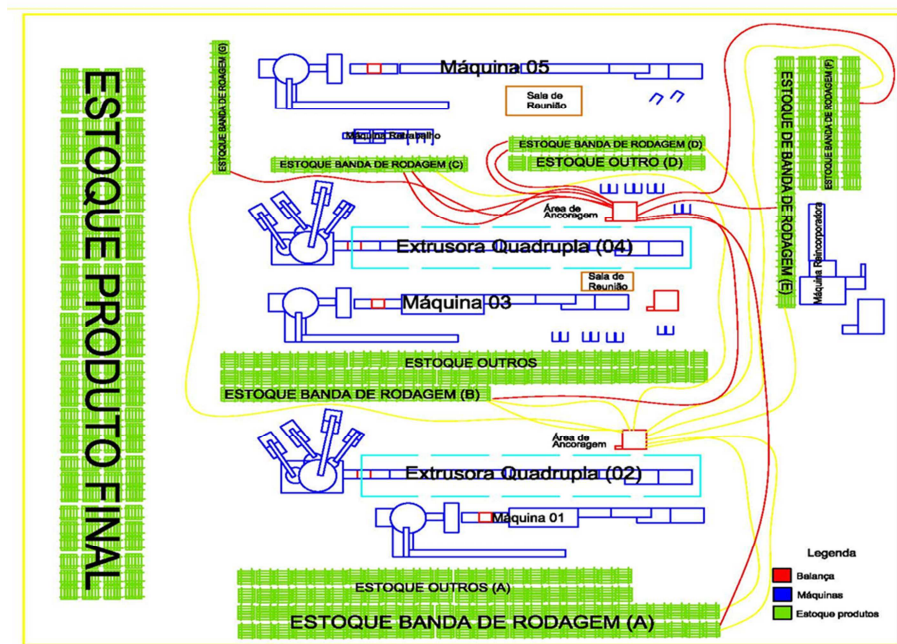 ESTOQUE PRODUTO FINAL
ESTOQUE BANDA DE RODAGEM (G)
Máquina 05
Sala de
Reunião
Máquina Retrabalho
ESTOQUE BANDA DE RODAGEM (C)
ESTOQUE BANDA DE RODAGEM (D)
ESTOQUE OUTRO (D)
ESTOQUE DE BANDA DE RODAGEM (E)
ESTOQUE BANDA DE RODAGEM (F)
Área de
Ancoragem
Extrusora Quadrupla (04)
Sala de
Reunião
Máquina 03
Máquina Reincorporadora
ESTOQUE OUTROS
ESTOQUE BANDA DE RODAGEM (B)
Área de
Ancoragem
Extrusora Quadrupla (02)
Máquina 01
ESTOQUE OUTROS (A)
ESTOQUE BANDA DE RODAGEM (A)
Legenda
Balança
Máquinas
Estoque produtos